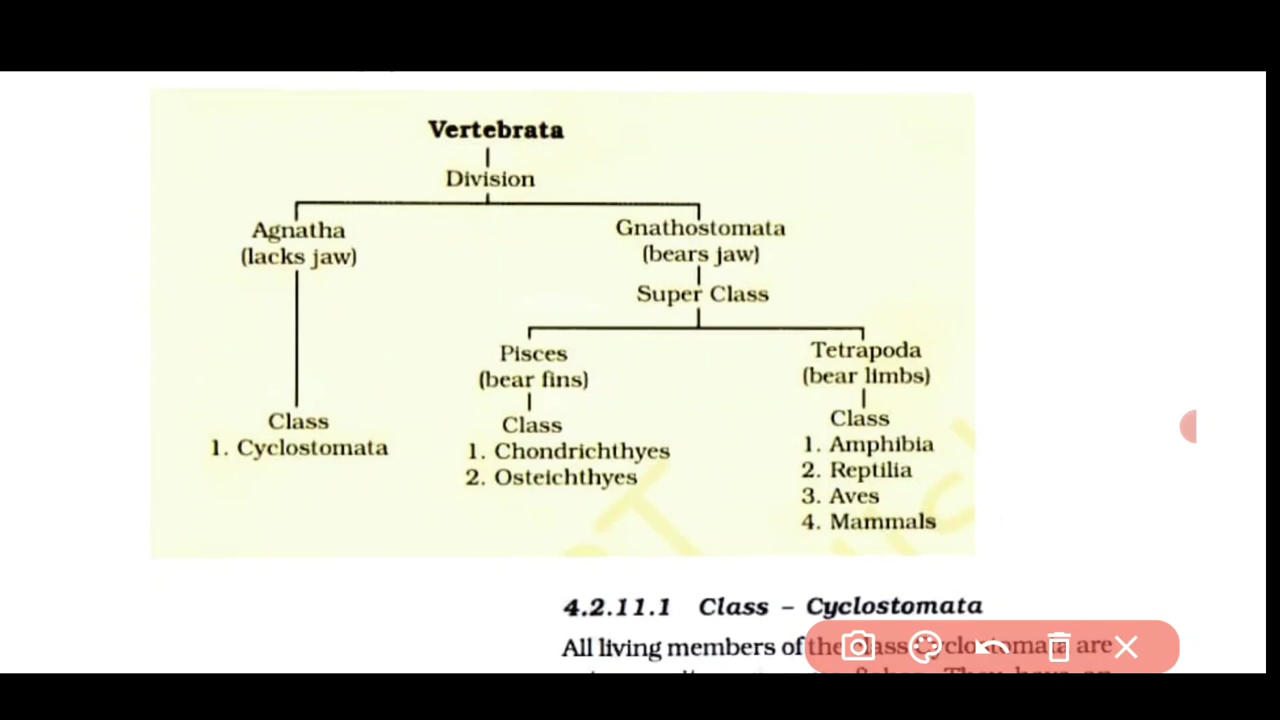 Vertebrata
Division
Agnatha
(lacks jaw)
Gnathostomata
(bears jaw)
Super Class
Pisces
(bear fins)
Tetrapoda
(bear limbs)
Class
1. Cyclostomata
Class
1. Chondrichthyes
2. Osteichthyes
Class
1. Amphibia
2. Reptilia
3. Aves
4. Mammals
4.2.11.1 Class – Cyclostomata
All living members of the class Cyclostomata are